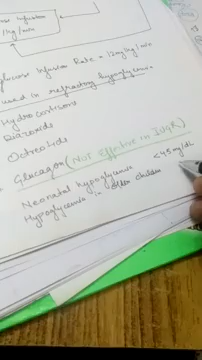 /kg/min
Glucose Infusion Rate = 12mg/kg/min
used in refractory hypoglycemia
Hydrocortisone
Diazoxide
Octreotide
Glucagon (Not effective in IUGR)
Neonatal hypoglycemia <45mg/dL
Hypoglycemia in older children